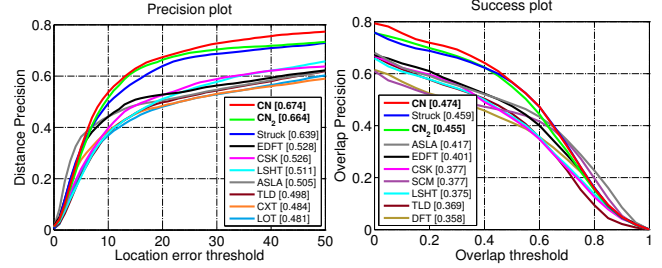 Precision plot
Distance Precision
0.8
0.6
0.4
0.2
0
0 10 20 30 40 50
Location error threshold
CN [0.674]
CN2 [0.664]
Struck [0.639]
EDFT [0.528]
CSK [0.526]
LSHT [0.511]
ASLA [0.505]
TLD [0.498]
CXT [0.484]
LOT [0.481]
Success plot
Overlap Precision
0.8
0.6
0.4
0.2
0
0 0.2 0.4 0.6 0.8 1
Overlap threshold
CN [0.474]
Struck [0.459]
CN2 [0.455]
ASLA [0.417]
EDFT [0.401]
CSK [0.377]
SCM [0.377]
LSHT [0.375]
TLD [0.369]
DFT [0.358]